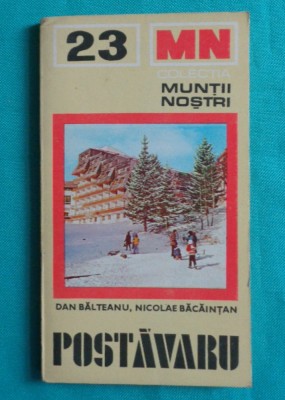 23 MN
COLECȚIA
MUNȚII
NOȘTRI
DAN BĂLTEANU, NICOLAE BĂCĂINȚAN
POSTĂVARU